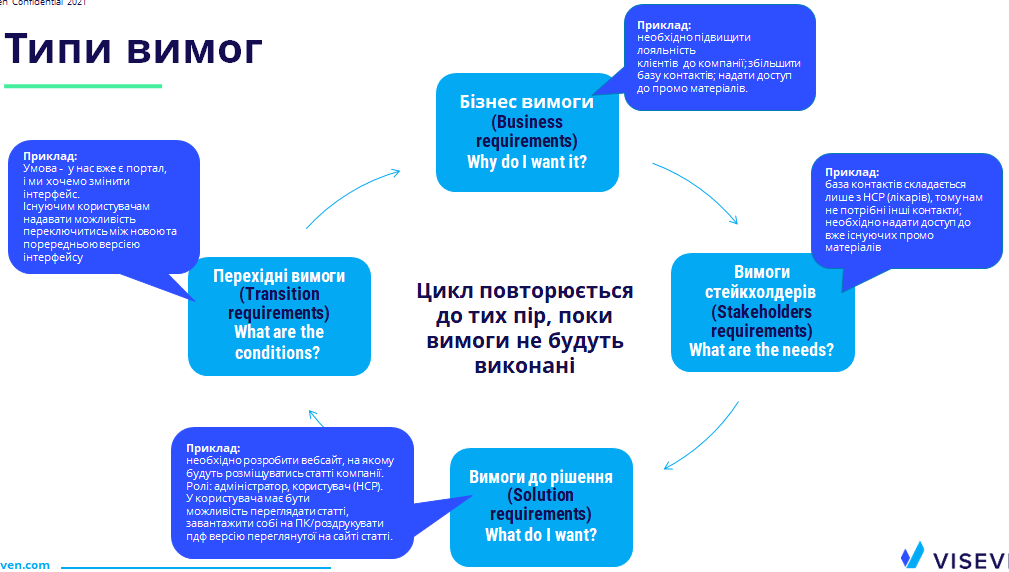 en Confidential 2021
Типи вимог
Приклад:
необхідно підвищити
лояльність
клієнтів до компанії; збільшити
базу контактів; надати доступ
до промо матеріалів.
Бізнес вимоги
(Business
requirements)
Why do I want it?
Приклад:
база контактів складається
лише з НСР (лікарів), тому нам
не потрібні інші контакти;
необхідно надати доступ до
вже існуючих промо
матеріалів
Вимоги
стейкхолдерів
(Stakeholders
requirements)
What are the needs?
Приклад:
Умова - у нас вже є портал,
і ми хочемо змінити
інтерфейс.
Існуючим користувачам
надавати можливість
переключитись між новою та
порередньою версією
інтерфейсу
Перехідні вимоги
(Transition
requirements)
What are the
conditions?
Цикл повторюється
до тих пір, поки
вимоги не будуть
виконані
Приклад:
необхідно розробити вебсайт, на якому
будуть розміщуватись статті компанії.
Ролі: адміністратор, користувач (НСР).
У користувача має бути
можливість переглядати статті,
завантажити собі на ПК/роздрукувати
пдф версію переглянутої на сайті статті.
Вимоги до рішення
(Solution
requirements)
What do I want?
ven.com
VISEV